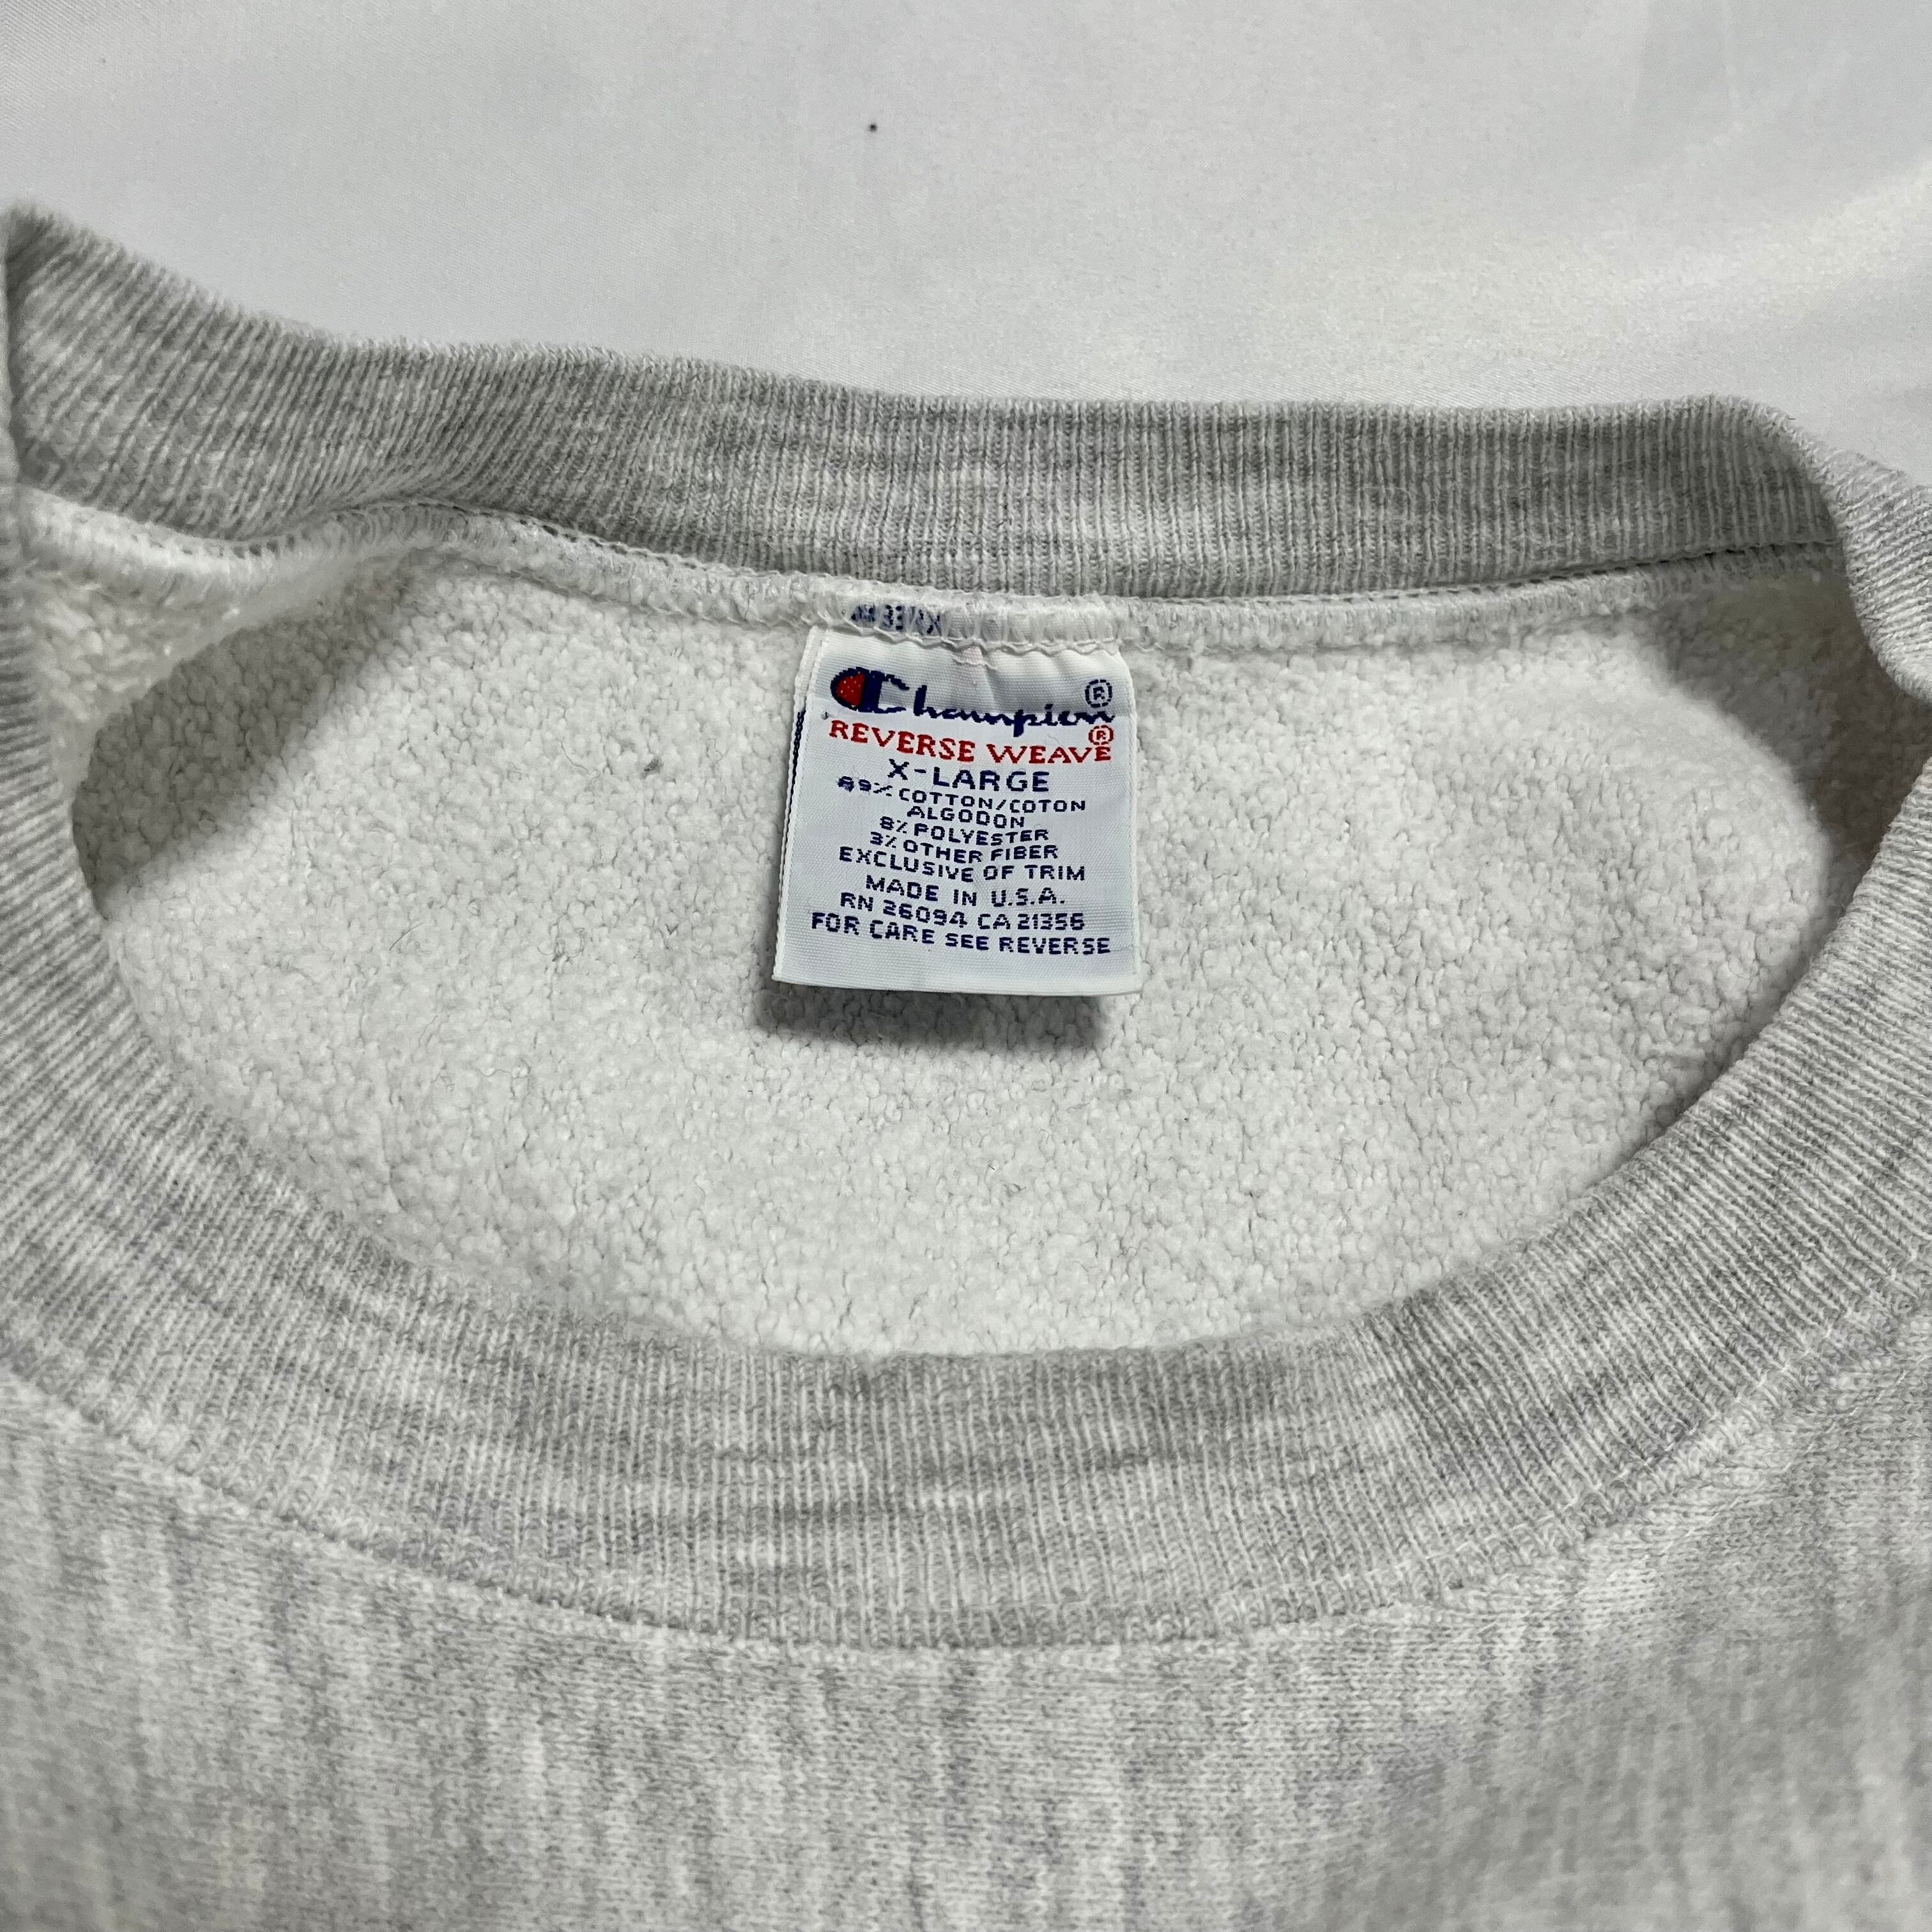 Champion®
REVERSE WEAVE®
X-LARGE
89% COTTON/COTON
ALGODON
8% POLYESTER
3% OTHER FIBER
EXCLUSIVE OF TRIM
MADE IN U.S.A.
RN 26094 CA 21356
FOR CARE SEE REVERSE